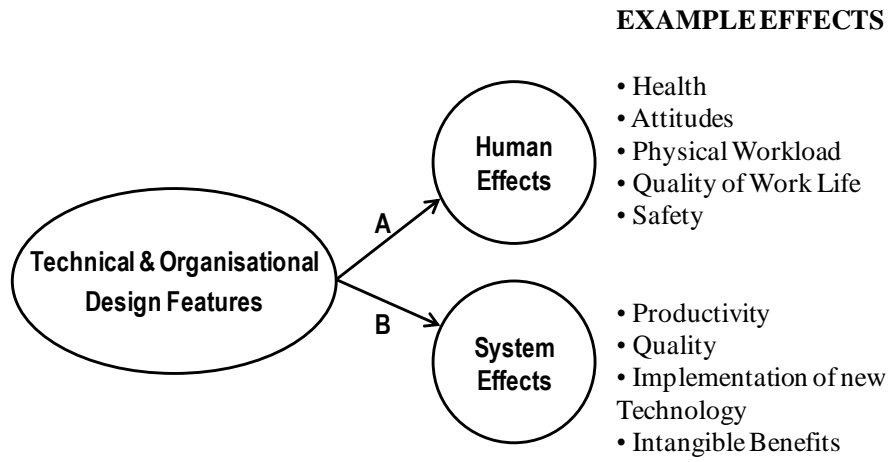 EXAMPLE EFFECTS
• Health
• Attitudes
• Physical Workload
• Quality of Work Life
• Safety
Human
Effects
A
Technical & Organisational
Design Features
B
System
Effects
• Productivity
• Quality
• Implementation of new
Technology
• Intangible Benefits